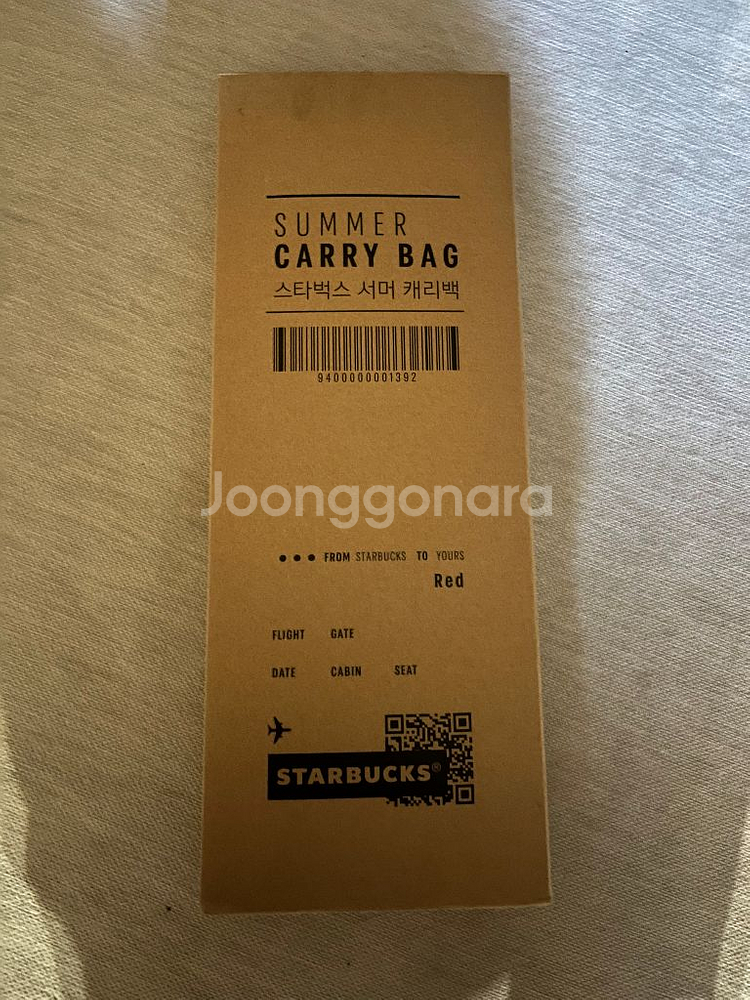 SUMMER
CARRY BAG
스타벅스 서머 캐리백
9400000001392
Joonggonara
••• FROM STARBUCKS TO YOURS
Red
FLIGHT GATE
DATE CABIN SEAT
STARBUCKS®